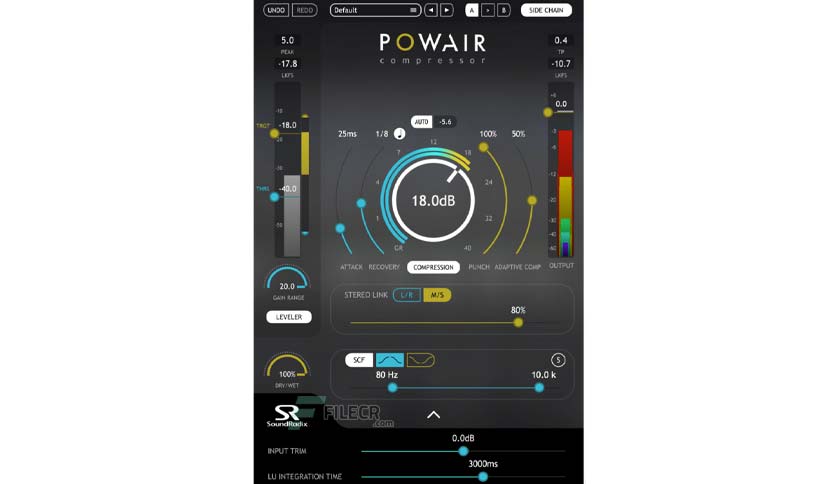 UNDO REDO Default A > B SIDE CHAIN
5.0
PEAK
-17.8
LKFS
POWAIR
compressor
0.4
TP
-10.7
LKFS
+6
0.0
-10
TRGT -18.0
-20
-30
THRS -40.0
-50
AUTO -5.6
25ms 1/8 100% 50%
12
7 18
4 24
1 32
GR 40
18.0dB
-3
-6
-12
-20
-30
-40
-60
ATTACK RECOVERY COMPRESSION PUNCH ADAPTIVE COMP OUTPUT
20.0
GAIN RANGE
LEVELER
STEREO LINK L/R M/S
80%
100%
DRY/WET
SCF S
80 Hz 10.0 k
SR
SoundRadix
FILECR
.com
INPUT TRIM 0.0dB
LU INTEGRATION TIME 3000ms